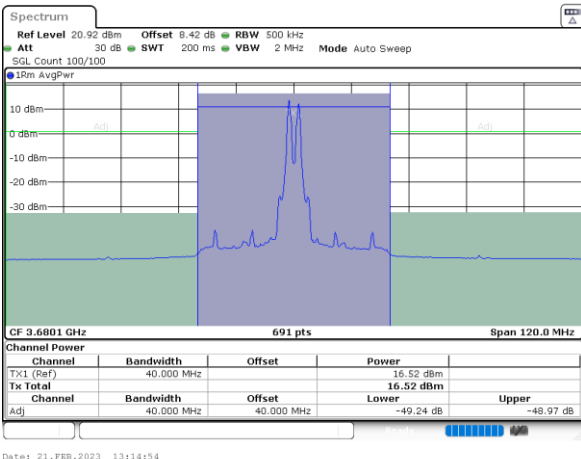 Spectrum
Ref Level 20.92 dBm Offset 8.42 dB RBW 500 kHz
Att 30 dB SWT 200 ms VBW 2 MHz Mode Auto Sweep
SGL Count 100/100
1Rm AvgPwr
10 dBm
Adj Adj
0 dBm
-10 dBm
-20 dBm
-30 dBm
CF 3.6801 GHz 691 pts Span 120.0 MHz
Channel Power
Channel Bandwidth Offset Power
TX1 (Ref) 40.000 MHz 16.52 dBm
Tx Total 16.52 dBm
Channel Bandwidth Offset Lower Upper
Adj 40.000 MHz 40.000 MHz -49.24 dB -48.97 dB
Ready
Date: 21.FEB.2023 13:14:54